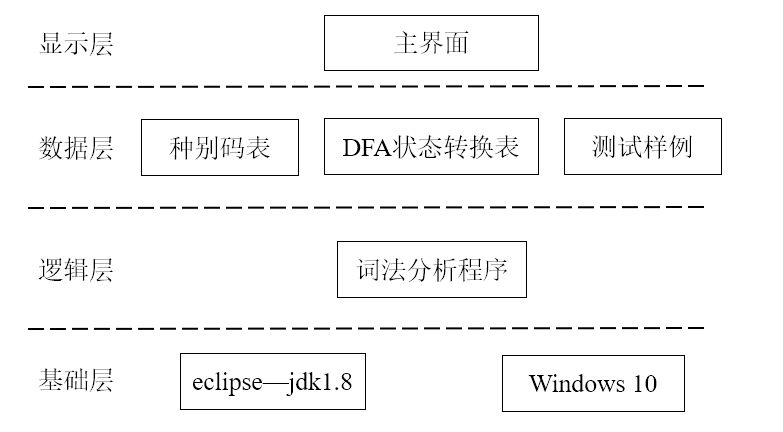 显示层
主界面
数据层
种别码表
DFA状态转换表
测试样例
逻辑层
词法分析程序
基础层
eclipse—jdk1.8
Windows 10